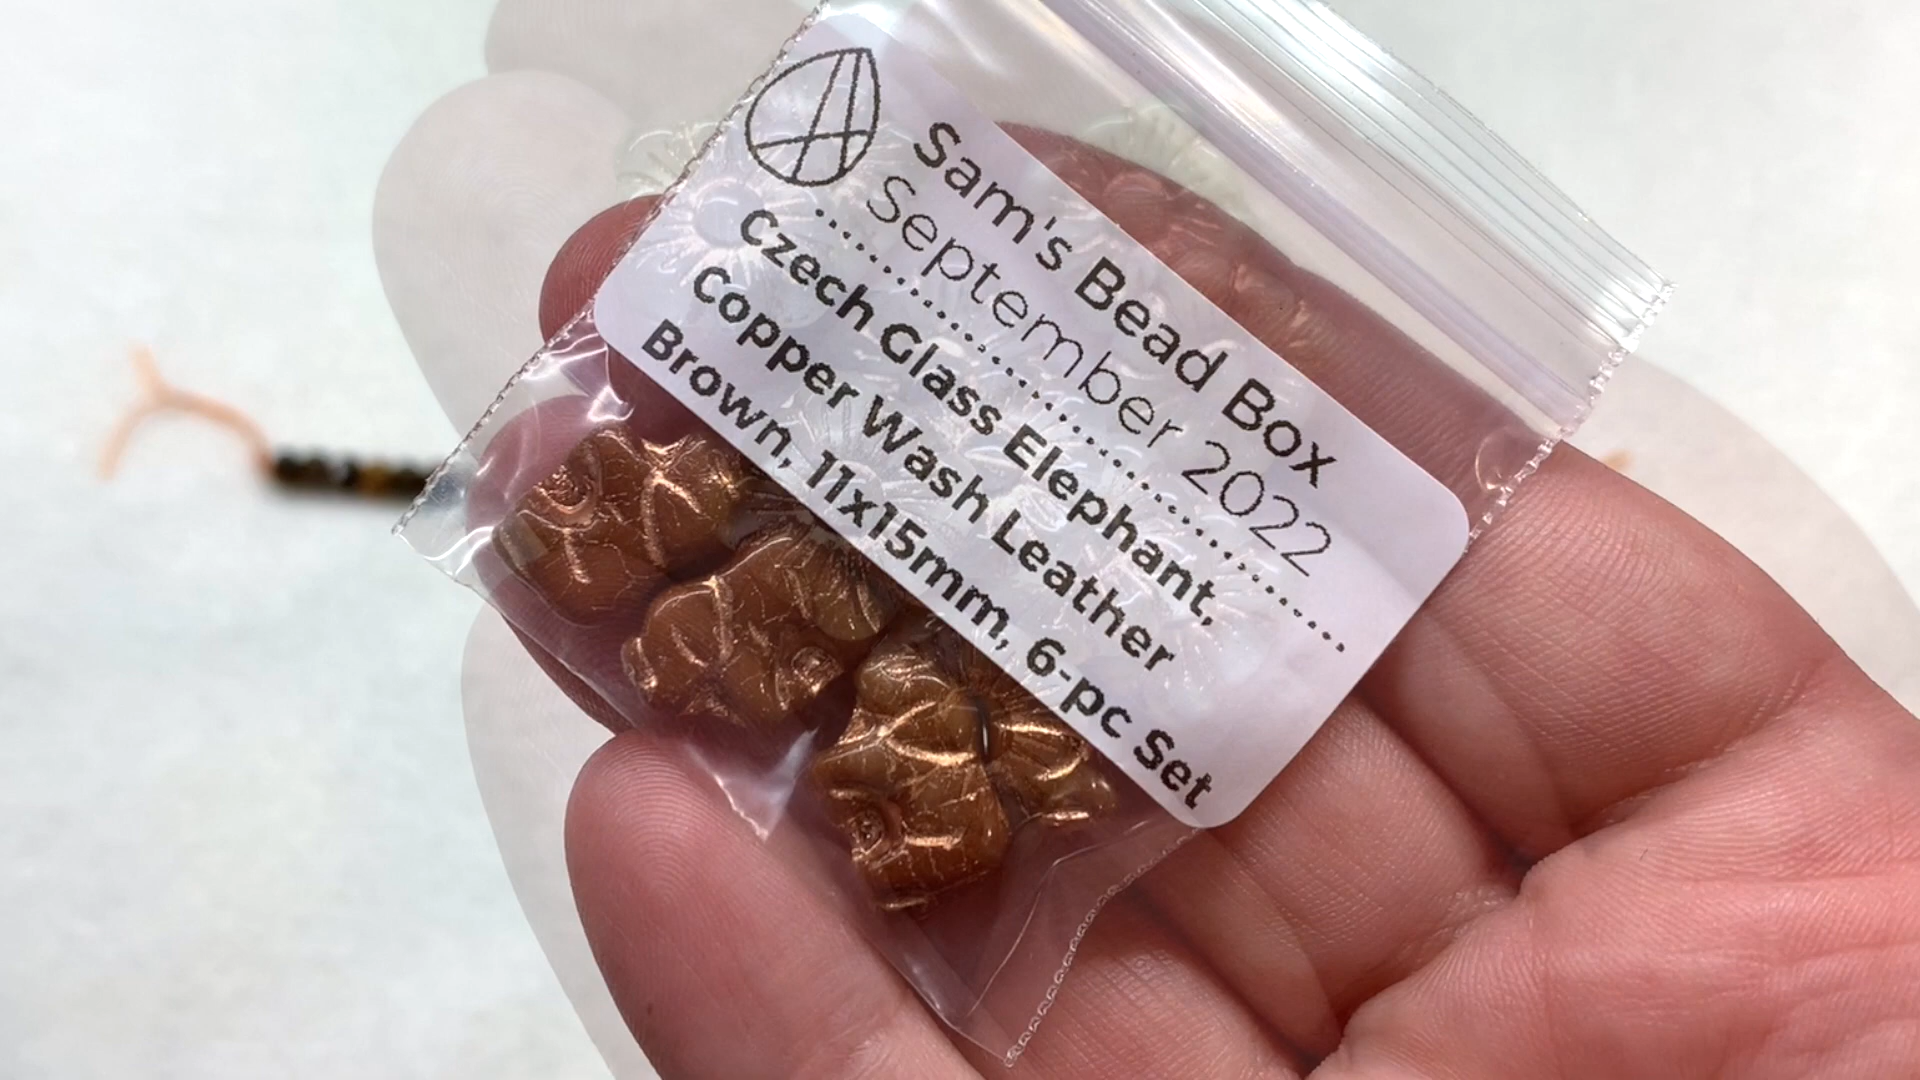 Sam's Bead Box
September 2022
Czech Glass Elephant,
Copper Wash Leather
Brown, 11x15mm, 6-pc Set